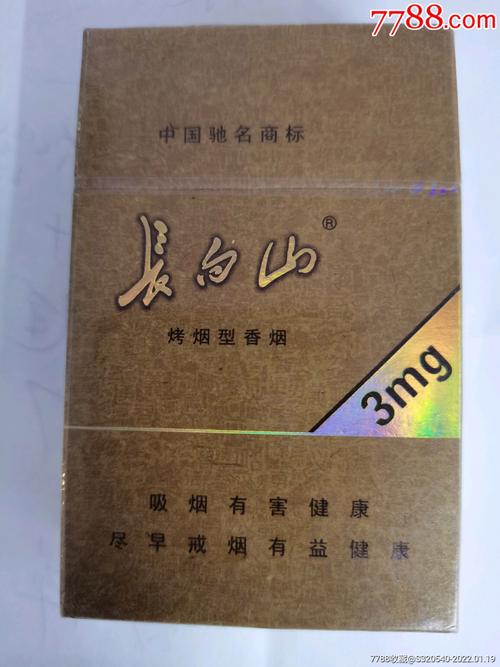 7788.com
中国驰名商标
長白山®
烤烟型香烟
3mg
吸烟有害健康
尽早戒烟有益健康
7788收藏@S320540-2022.01.19